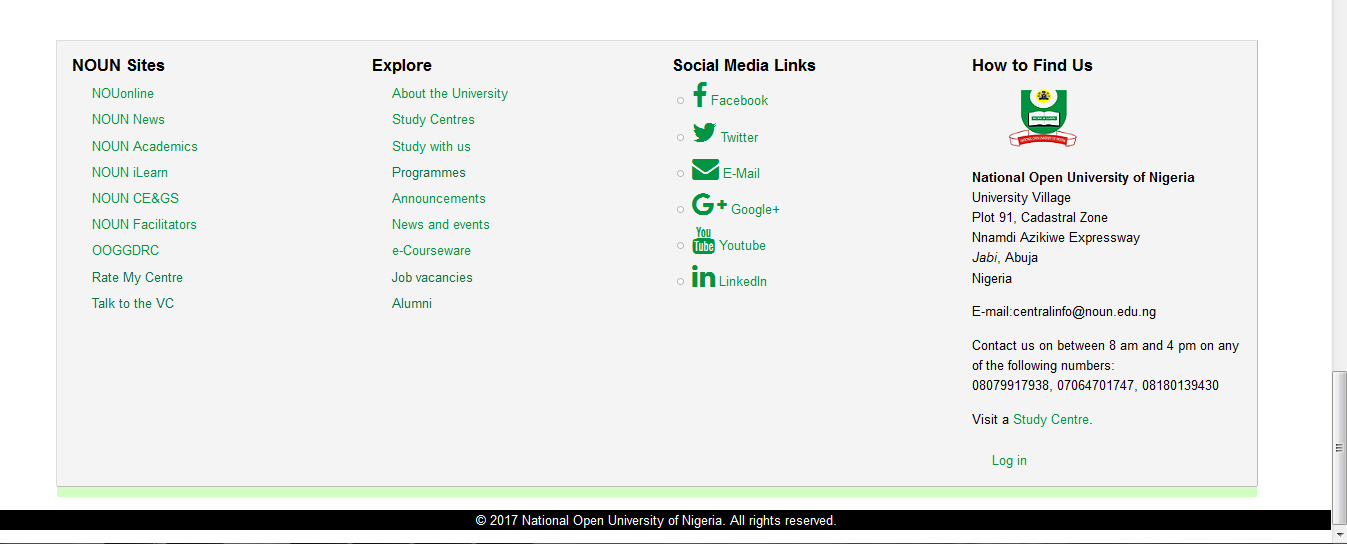 NOUN Sites
NOUonline
NOUN News
NOUN Academics
NOUN iLearn
NOUN CE&GS
NOUN Facilitators
OOGGDRC
Rate My Centre
Talk to the VC
Explore
About the University
Study Centres
Study with us
Programmes
Announcements
News and events
e-Courseware
Job vacancies
Alumni
Social Media Links
Facebook
Twitter
E-Mail
G+ Google+
You Tube Youtube
in LinkedIn
How to Find Us
National Open University of Nigeria
University Village
Plot 91, Cadastral Zone
Nnamdi Azikiwe Expressway
Jabi, Abuja
Nigeria
E-mail:centralinfo@noun.edu.ng
Contact us on between 8 am and 4 pm on any
of the following numbers:
08079917938, 07064701747, 08180139430
Visit a Study Centre.
Log in
© 2017 National Open University of Nigeria. All rights reserved.